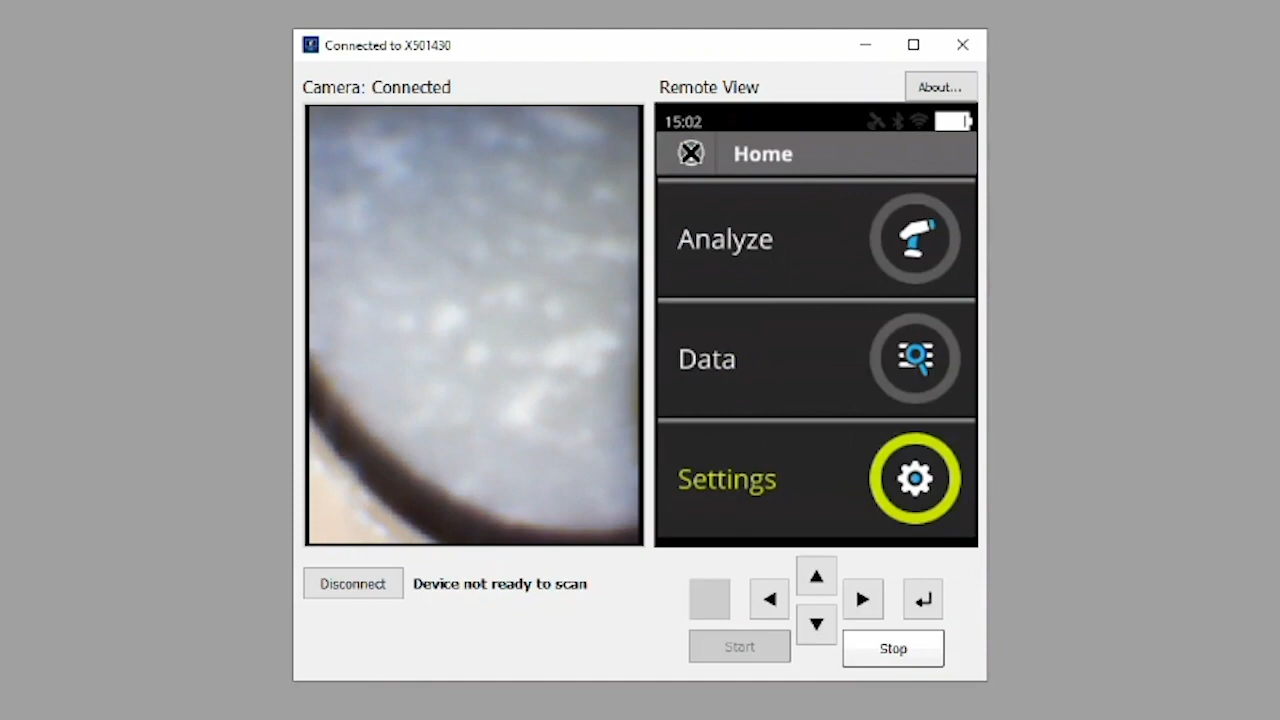 Connected to X501430
Camera: Connected
Remote View
About...
15:02
Home
Analyze
Data
Settings
Disconnect
Device not ready to scan
Start
Stop